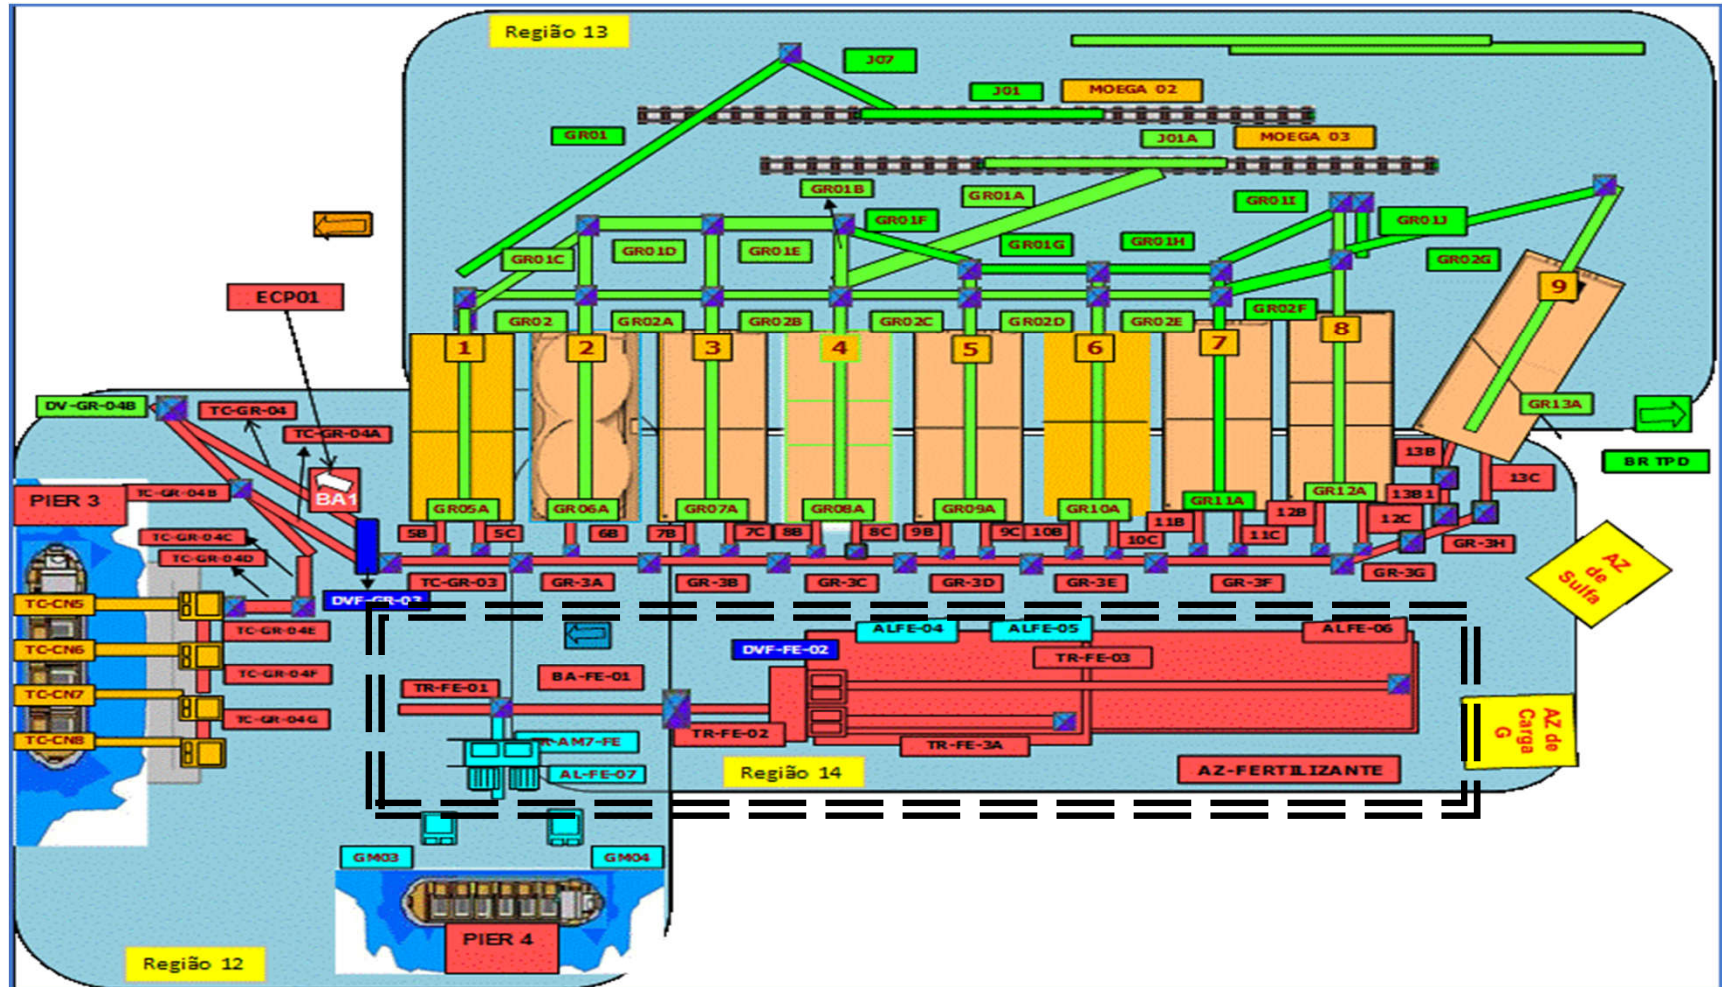 Região 13
J07
J01
MOEGA 02
GR01
J01A
MOEGA 03
GR01B
GR01A
GR01I
GR01F
GR01J
GR01G
GR01H
GR01C
GR01D
GR01E
GR02G
ECP01
GR02
GR02A
GR02B
GR02C
GR02D
GR02E
GR02F
1
2
3
4
5
6
7
8
9
DV-GR-04B
TC-GR-04
TC-GR-04A
GR13A
BR TPD
13B
13C
13B1
PIER 3
TC-GR-04B
BA1
GR05A
GR06A
GR07A
GR08A
GR09A
GR10A
GR11A
GR12A
5B
5C
6B
7B
7C
8B
8C
9B
9C
10B
10C
11B
11C
12B
12C
GR-3H
TC-GR-04C
TC-GR-04D
TC-GR-03
GR-3A
GR-3B
GR-3C
GR-3D
GR-3E
GR-3F
GR-3G
AZ
de
Sulfa
DVF-GR-03
TC-CN5
TC-GR-04E
ALFE-04
ALFE-05
ALFE-06
DVF-FE-02
TR-FE-03
TC-CN6
TC-GR-04F
BA-FE-01
TR-FE-01
TC-CN7
TC-GR-04G
TR-FE-02
TR-FE-3A
AZ de
Carga
G
TC-CN8
-AM7-FE
AL-FE-07
Região 14
AZ-FERTILIZANTE
GM03
GM04
PIER 4
Região 12